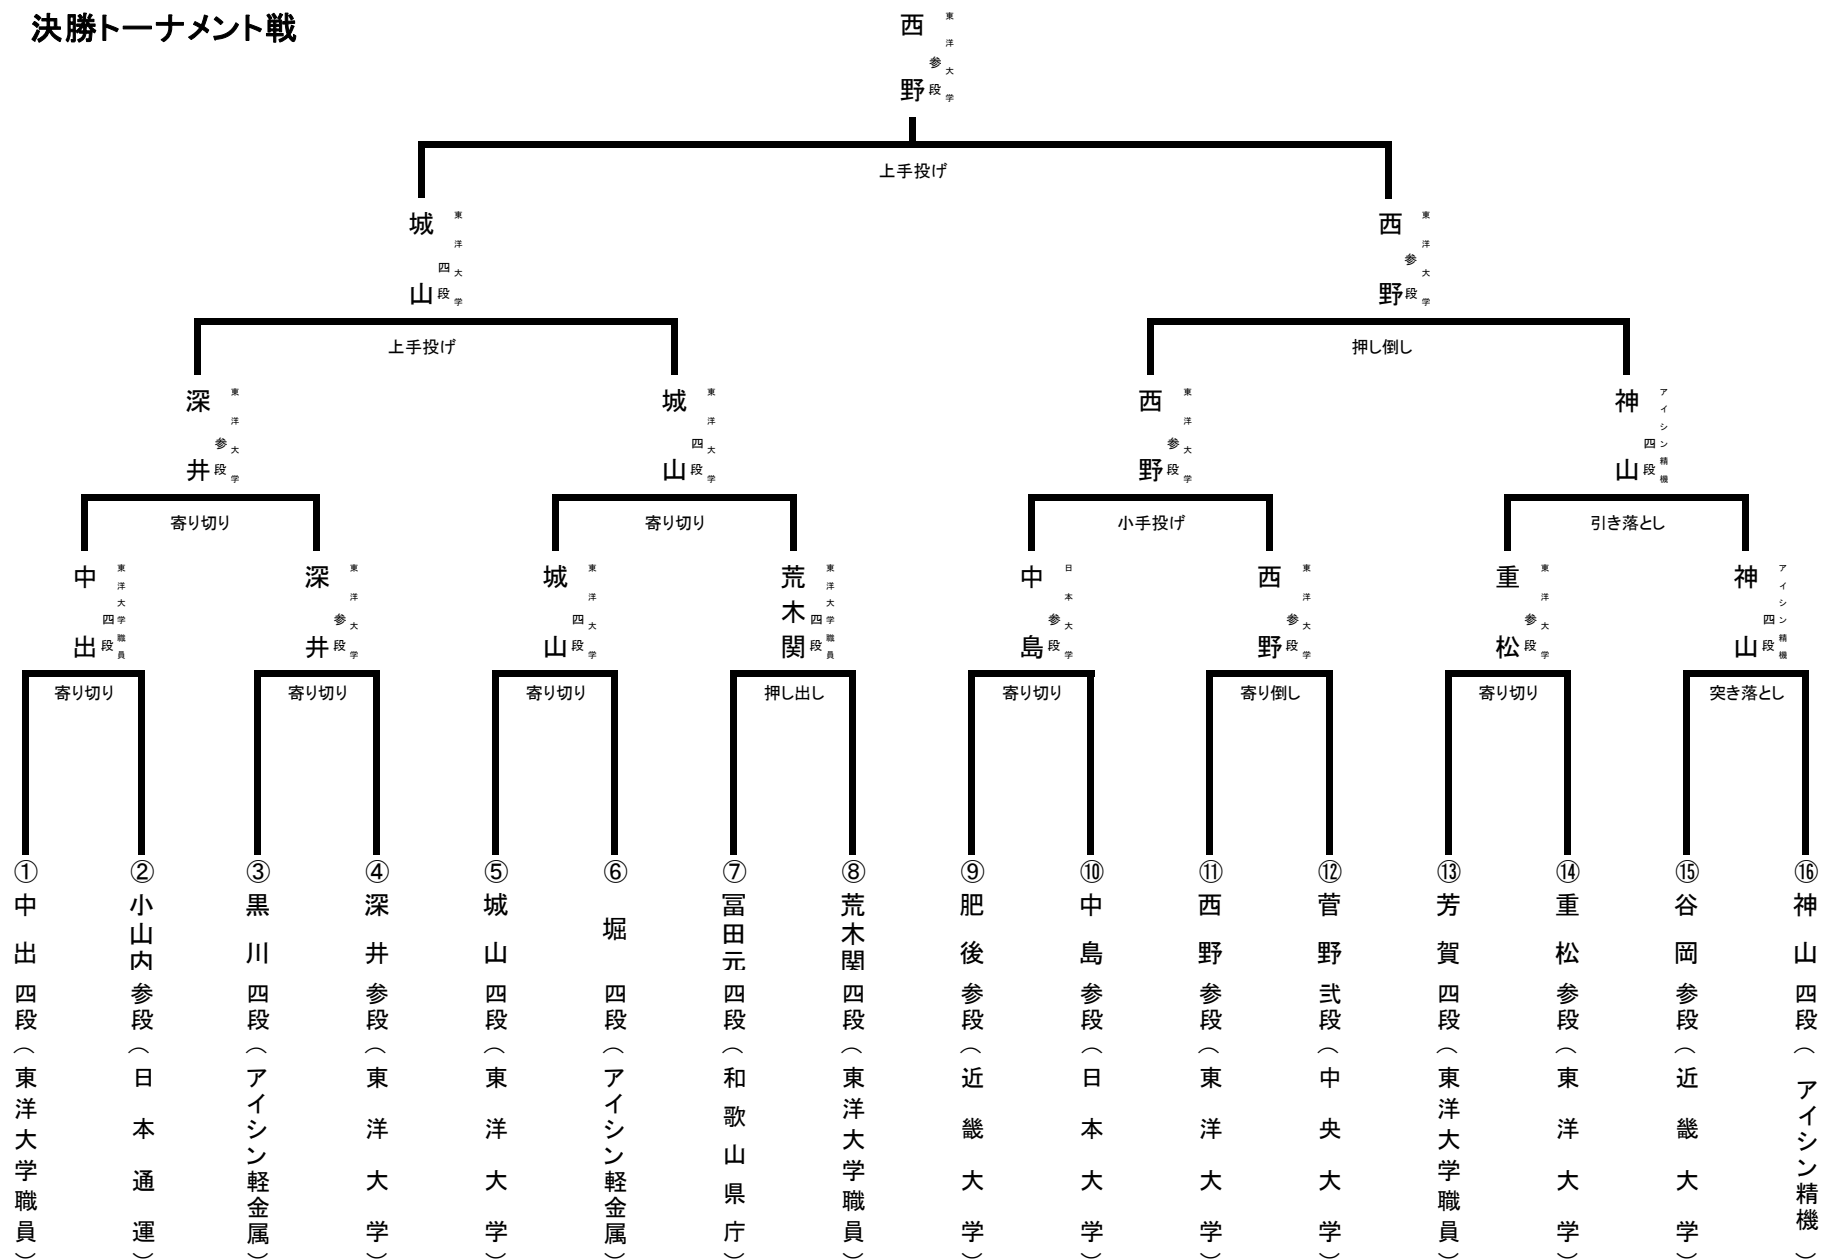 決勝トーナメント戦
西野 参段 東洋大学
上手投げ
城山 四段 東洋大学
西野 参段 東洋大学
上手投げ
押し倒し
深井 参段 東洋大学
城山 四段 東洋大学
西野 参段 東洋大学
神山 四段 アイシン精機
寄り切り
寄り切り
小手投げ
引き落とし
中出 四段 東洋大学職員
深井 参段 東洋大学
城山 四段 東洋大学
荒木関 四段 東洋大学職員
中島 参段 日本大学
西野 参段 東洋大学
重松 参段 東洋大学
神山 四段 アイシン精機
寄り切り
寄り切り
寄り切り
押し出し
寄り切り
寄り倒し
寄り切り
突き落とし
①中出 四段(東洋大学職員)
②小山内 参段(日本通運)
③黒川 四段(アイシン軽金属)
④深井 参段(東洋大学)
⑤城山 四段(東洋大学)
⑥堀 四段(アイシン軽金属)
⑦冨田元 四段(和歌山県庁)
⑧荒木関 四段(東洋大学職員)
⑨肥後 参段(近畿大学)
⑩中島 参段(日本大学)
⑪西野 参段(東洋大学)
⑫菅野 弐段(中央大学)
⑬芳賀 四段(東洋大学職員)
⑭重松 参段(東洋大学)
⑮谷岡 参段(近畿大学)
⑯神山 四段(アイシン精機)